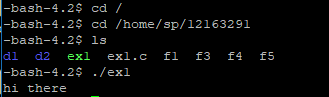 -bash-4.2$ cd /
-bash-4.2$ cd /home/sp/12163291
-bash-4.2$ ls
d1 d2 ex1 ex1.c f1 f3 f4 f5
-bash-4.2$ ./ex1
hi there